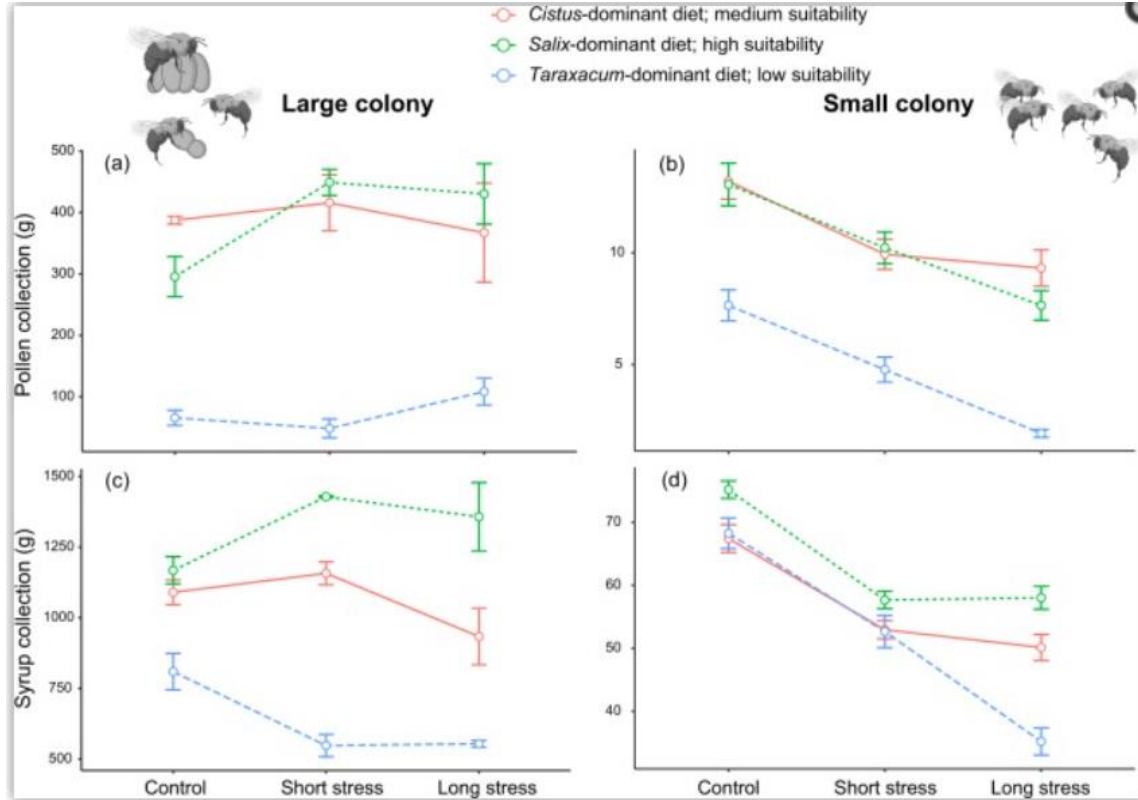 Cistus-dominant diet; medium suitability
Salix-dominant diet; high suitability
Taraxacum-dominant diet; low suitability
Large colony
Small colony
(a)
500
400
300
200
100
Pollen collection (g)
(b)
10
5
(c)
1500
1250
1000
750
500
Syrup collection (g)
Control
Short stress
Long stress
(d)
70
60
50
40
Control
Short stress
Long stress